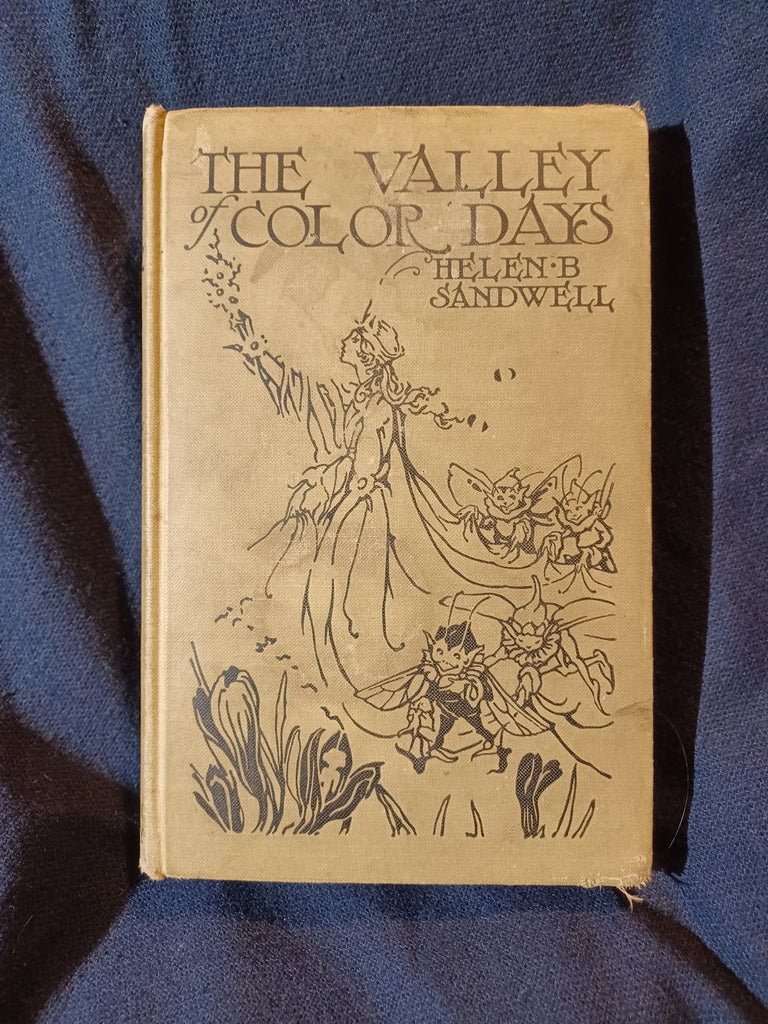 THE VALLEY
of COLOR DAYS
HELEN·B
SANDWELL